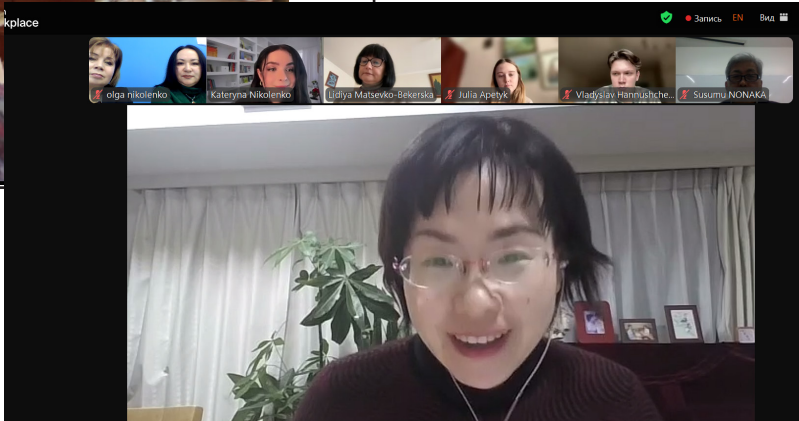 kplace
Запись
EN
Вид
olga nikolenko
Kateryna Nikolenko
Lidiya Matsevko-Bekerska
Julia Apetyk
Vladyslav Hannushche...
Susumu NONAKA